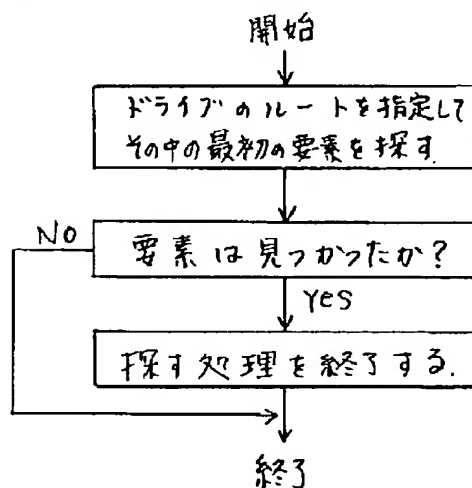 開始
ドライブのルートを指定して
その中の最初の要素を探す.
要素は見つかったか?
No
Yes
探す処理を終了する.
終了